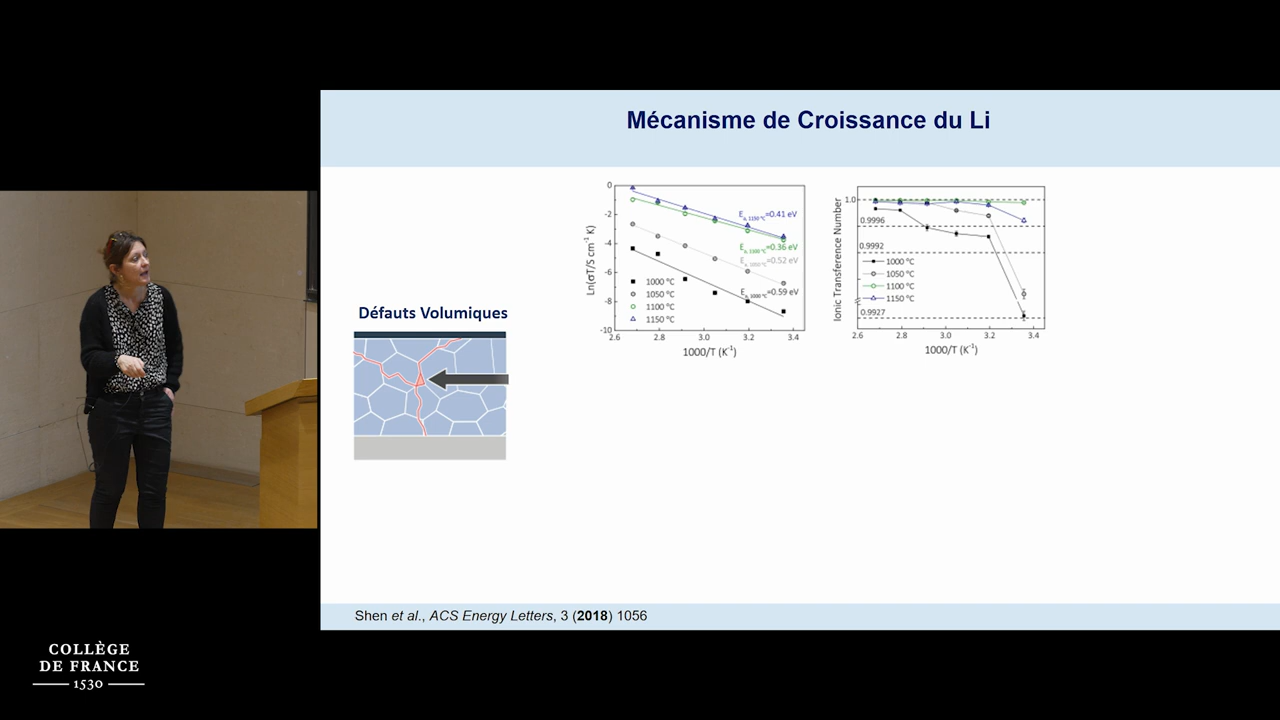 Mécanisme de Croissance du Li
Défauts Volumiques
0
-2
-4
-6
-8
-10
Ln(σT/S cm⁻¹ K)
Ea, 1150 °C=0.41 eV
Ea, 1100 °C=0.36 eV
Ea, 1050 °C=0.52 eV
Ea, 1000 °C=0.59 eV
1000 °C
1050 °C
1100 °C
1150 °C
2.6 2.8 3.0 3.2 3.4
1000/T (K⁻¹)
Ionic Transference Number
1.0
0.9996
0.9992
1000 °C
1050 °C
1100 °C
1150 °C
0.9927
2.6 2.8 3.0 3.2 3.4
1000/T (K⁻¹)
Shen et al., ACS Energy Letters, 3 (2018) 1056
COLLÈGE
DE FRANCE
1530